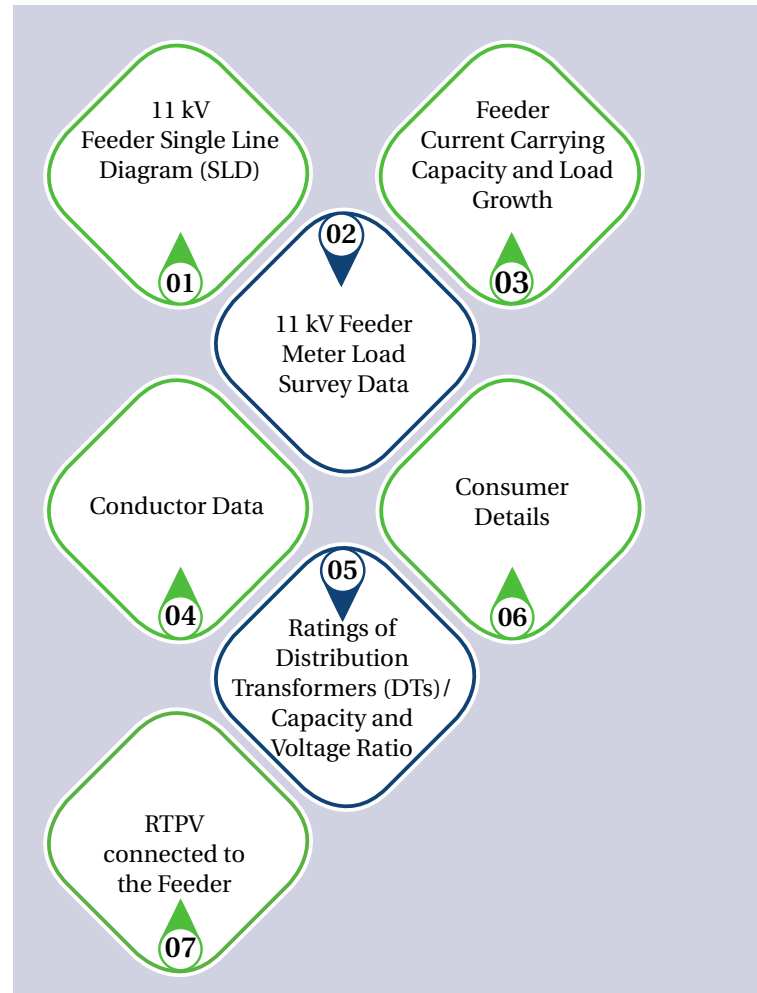 11 kV
Feeder Single Line
Diagram (SLD)
01
02
11 kV Feeder
Meter Load
Survey Data
Feeder
Current Carrying
Capacity and Load
Growth
03
Conductor Data
04
05
Ratings of
Distribution
Transformers (DTs)/
Capacity and
Voltage Ratio
Consumer
Details
06
RTPV
connected to
the Feeder
07